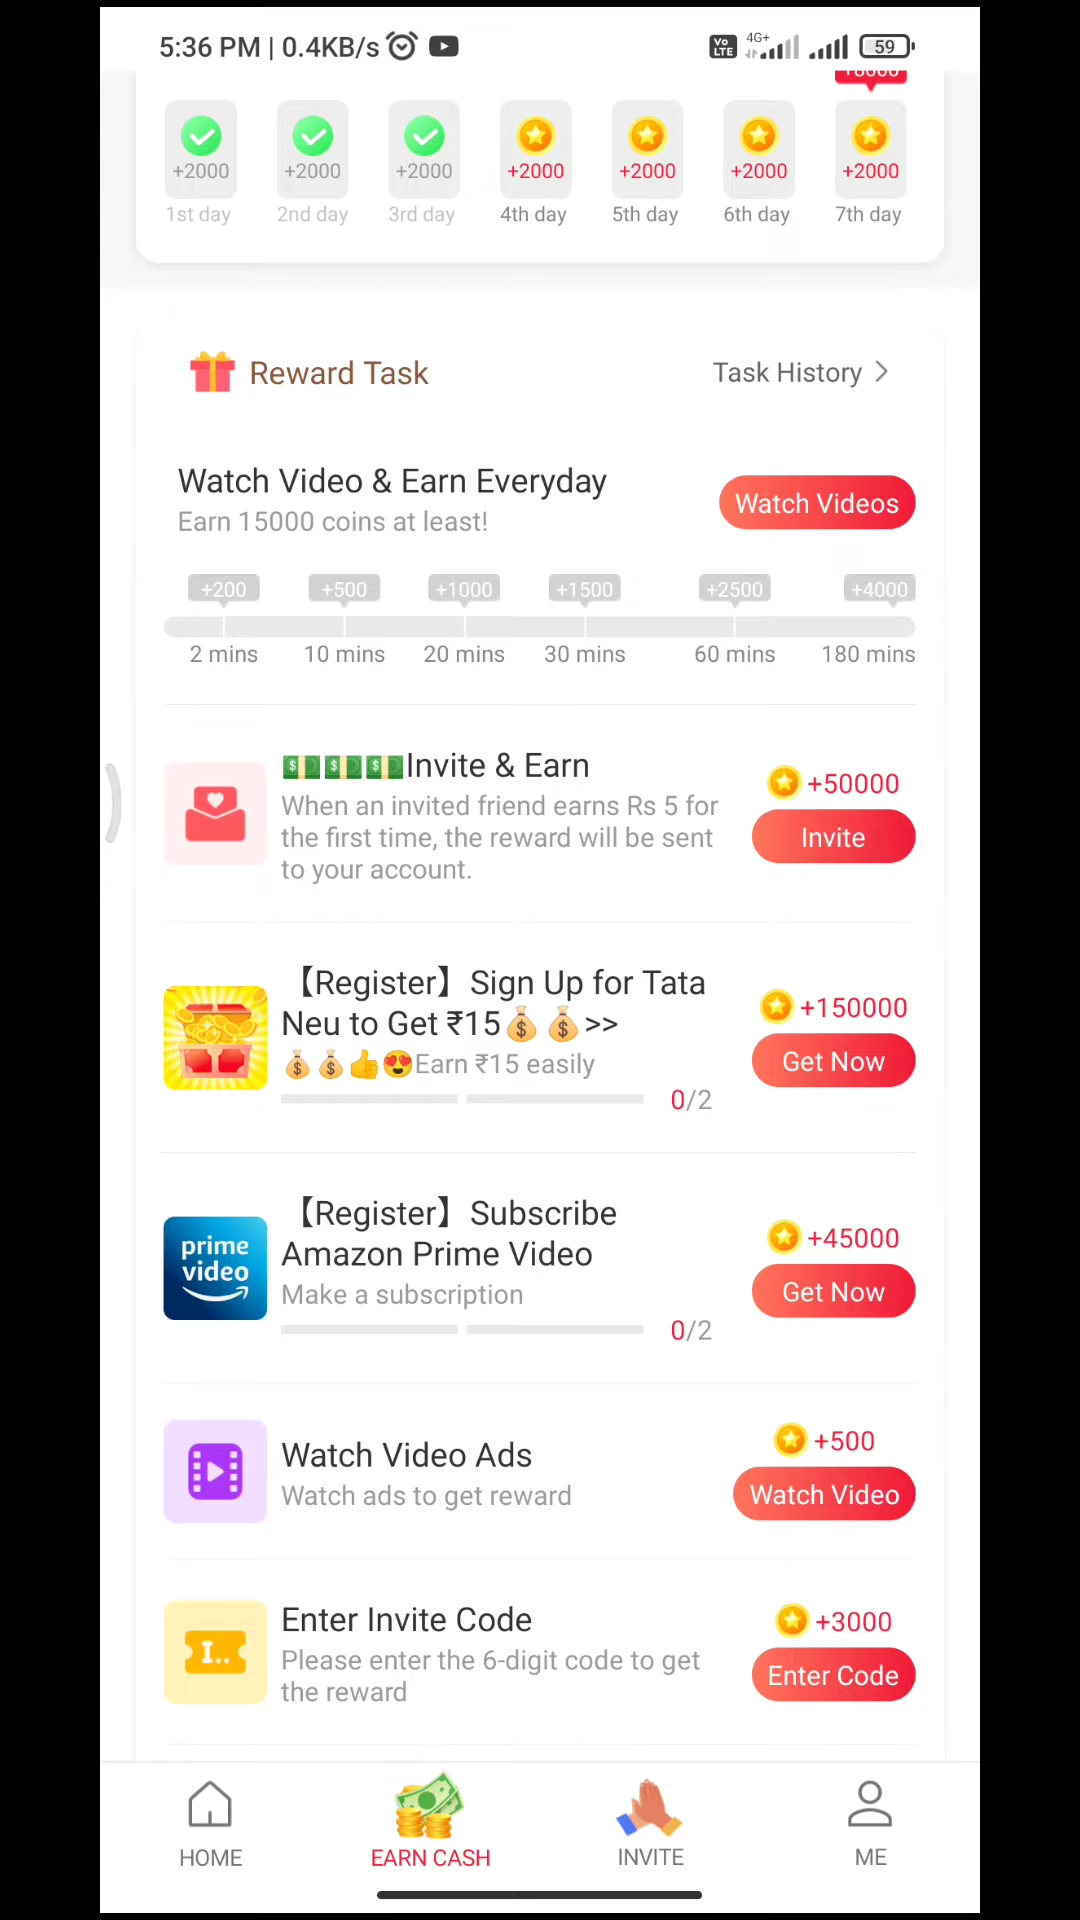 5:36 PM | 0.4KB/s
Vo LTE 4G+ 59
+8000
+2000 +2000 +2000 +2000 +2000 +2000 +2000
1st day 2nd day 3rd day 4th day 5th day 6th day 7th day
Reward Task Task History >
Watch Video & Earn Everyday
Earn 15000 coins at least!
Watch Videos
+200 +500 +1000 +1500 +2500 +4000
2 mins 10 mins 20 mins 30 mins 60 mins 180 mins
💵💵💵Invite & Earn
When an invited friend earns Rs 5 for
the first time, the reward will be sent
to your account.
+50000
Invite
【Register】Sign Up for Tata
Neu to Get ₹15💰💰>>
💰💰👍😍Earn ₹15 easily
0/2
+150000
Get Now
prime
video
【Register】Subscribe
Amazon Prime Video
Make a subscription
0/2
+45000
Get Now
Watch Video Ads
Watch ads to get reward
+500
Watch Video
I..
Enter Invite Code
Please enter the 6-digit code to get
the reward
+3000
Enter Code
HOME EARN CASH INVITE ME